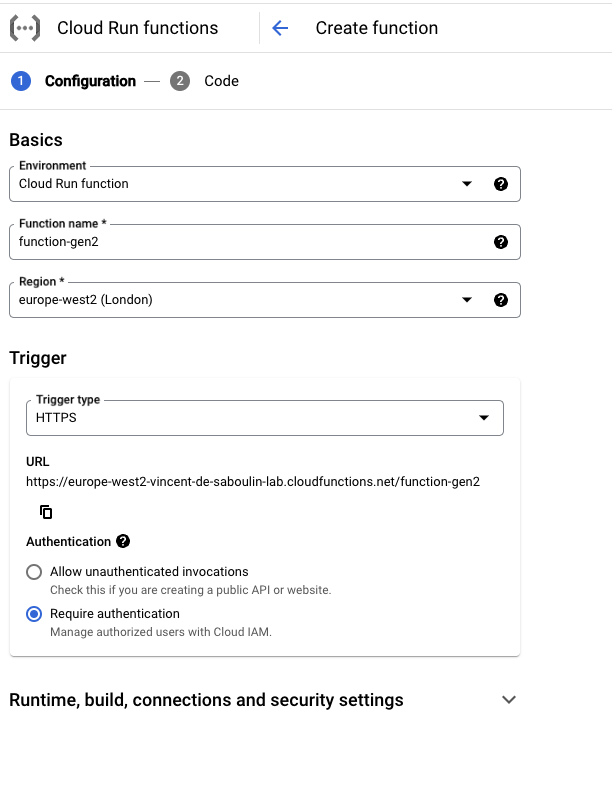 Cloud Run functions
Create function
1 Configuration — 2 Code
Basics
Environment
Cloud Run function
Function name *
function-gen2
Region *
europe-west2 (London)
Trigger
Trigger type
HTTPS
URL
https://europe-west2-vincent-de-saboulin-lab.cloudfunctions.net/function-gen2
Authentication
Allow unauthenticated invocations
Check this if you are creating a public API or website.
Require authentication
Manage authorized users with Cloud IAM.
Runtime, build, connections and security settings